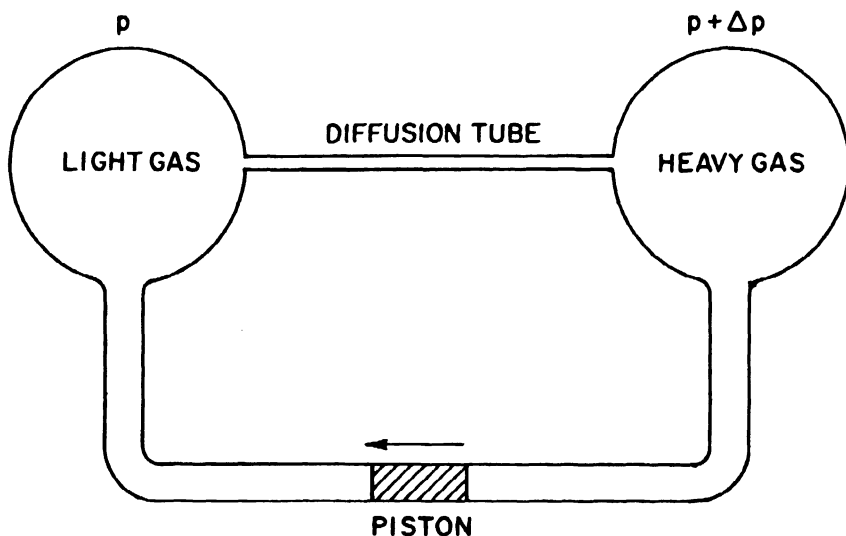 p
p + Δp
DIFFUSION TUBE
LIGHT GAS
HEAVY GAS
PISTON